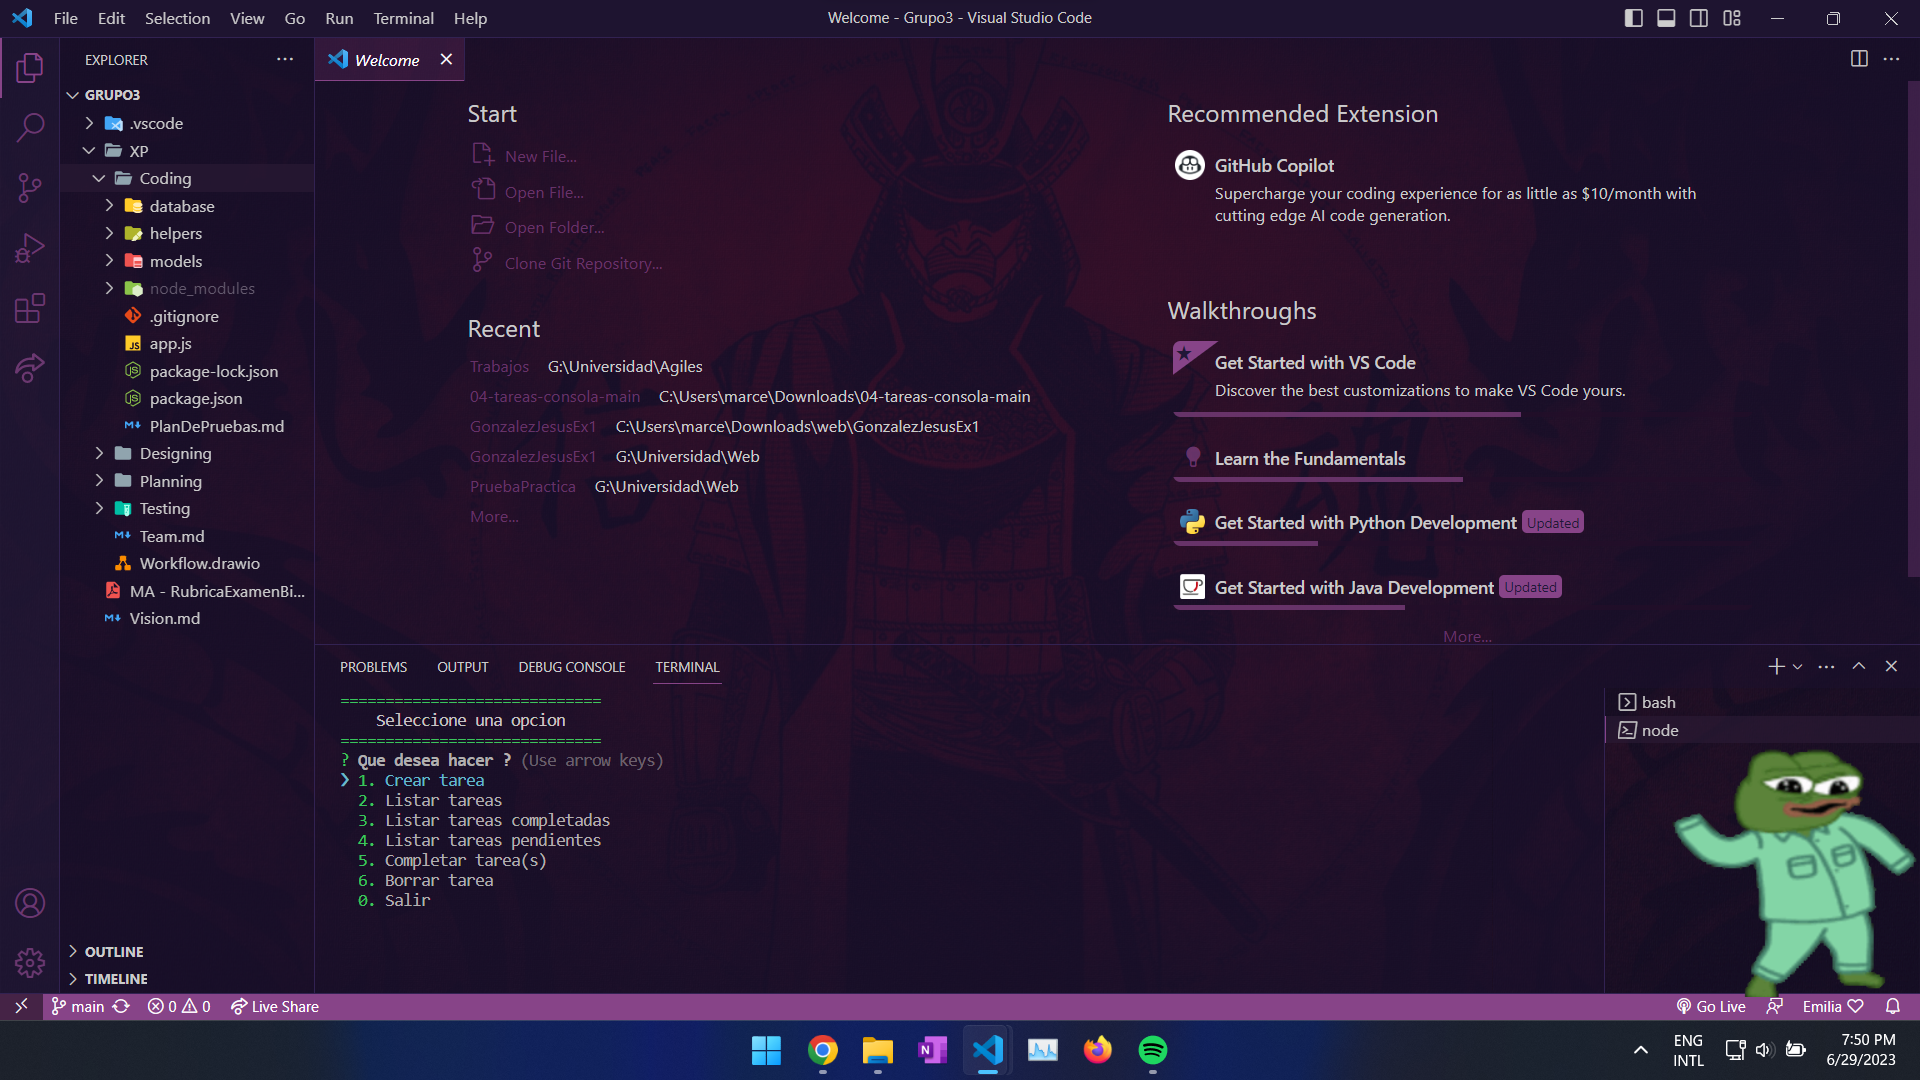 File Edit Selection View Go Run Terminal Help
Welcome - Grupo3 - Visual Studio Code
EXPLORER
GRUPO3
.vscode
XP
Coding
database
helpers
models
node_modules
.gitignore
app.js
package-lock.json
package.json
PlanDePruebas.md
Designing
Planning
Testing
Team.md
Workflow.drawio
MA - RubricaExamenBi...
Vision.md
OUTLINE
TIMELINE
Welcome
Start
New File...
Open File...
Open Folder...
Clone Git Repository...
Recent
Trabajos G:\Universidad\Agiles
04-tareas-consola-main C:\Users\marce\Downloads\04-tareas-consola-main
GonzalezJesusEx1 C:\Users\marce\Downloads\web\GonzalezJesusEx1
GonzalezJesusEx1 G:\Universidad\Web
PruebaPractica G:\Universidad\Web
More...
Recommended Extension
GitHub Copilot
Supercharge your coding experience for as little as $10/month with
cutting edge AI code generation.
Walkthroughs
Get Started with VS Code
Discover the best customizations to make VS Code yours.
Learn the Fundamentals
Get Started with Python Development Updated
Get Started with Java Development Updated
More...
PROBLEMS OUTPUT DEBUG CONSOLE TERMINAL
=============================
Seleccione una opcion
=============================
? Que desea hacer ? (Use arrow keys)
❯ 1. Crear tarea
2. Listar tareas
3. Listar tareas completadas
4. Listar tareas pendientes
5. Completar tarea(s)
6. Borrar tarea
0. Salir
bash
node
main 0 0 Live Share
Go Live Emilia ♡
ENG
INTL
7:50 PM
6/29/2023